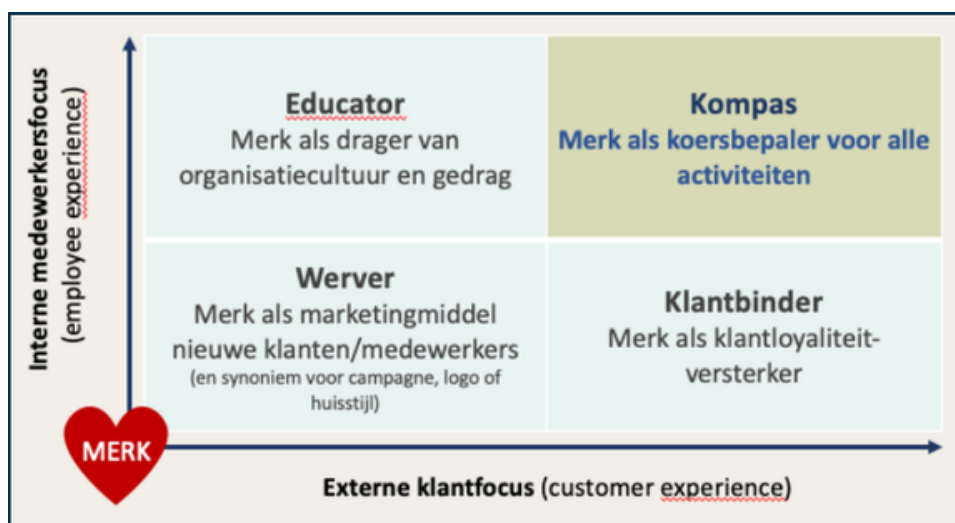 Interne medewerkersfocus
(employee experience)
Educator
Merk als drager van
organisatiecultuur en gedrag
Kompas
Merk als koersbepaler voor alle
activiteiten
Werver
Merk als marketingmiddel
nieuwe klanten/medewerkers
(en synoniem voor campagne, logo of
huisstijl)
Klantbinder
Merk als klantloyaliteit-
versterker
MERK
Externe klantfocus (customer experience)